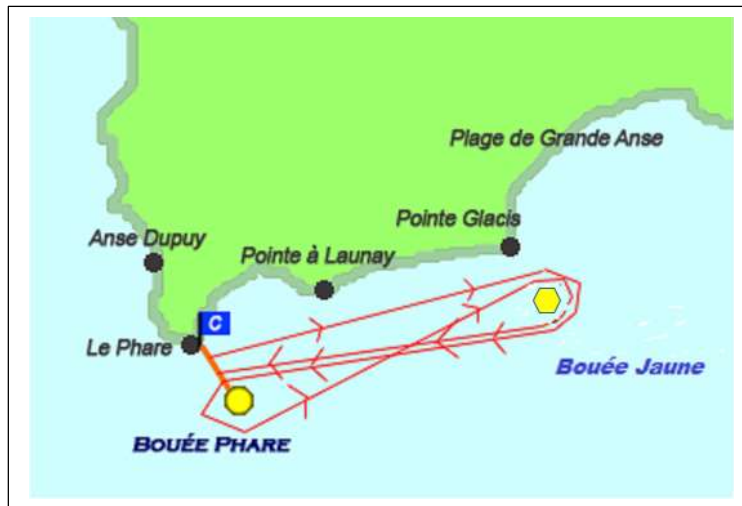 Plage de Grande Anse
Pointe Glacis
Anse Dupuy
Pointe à Launay
C
Le Phare
Bouée Jaune
BOUÉE PHARE